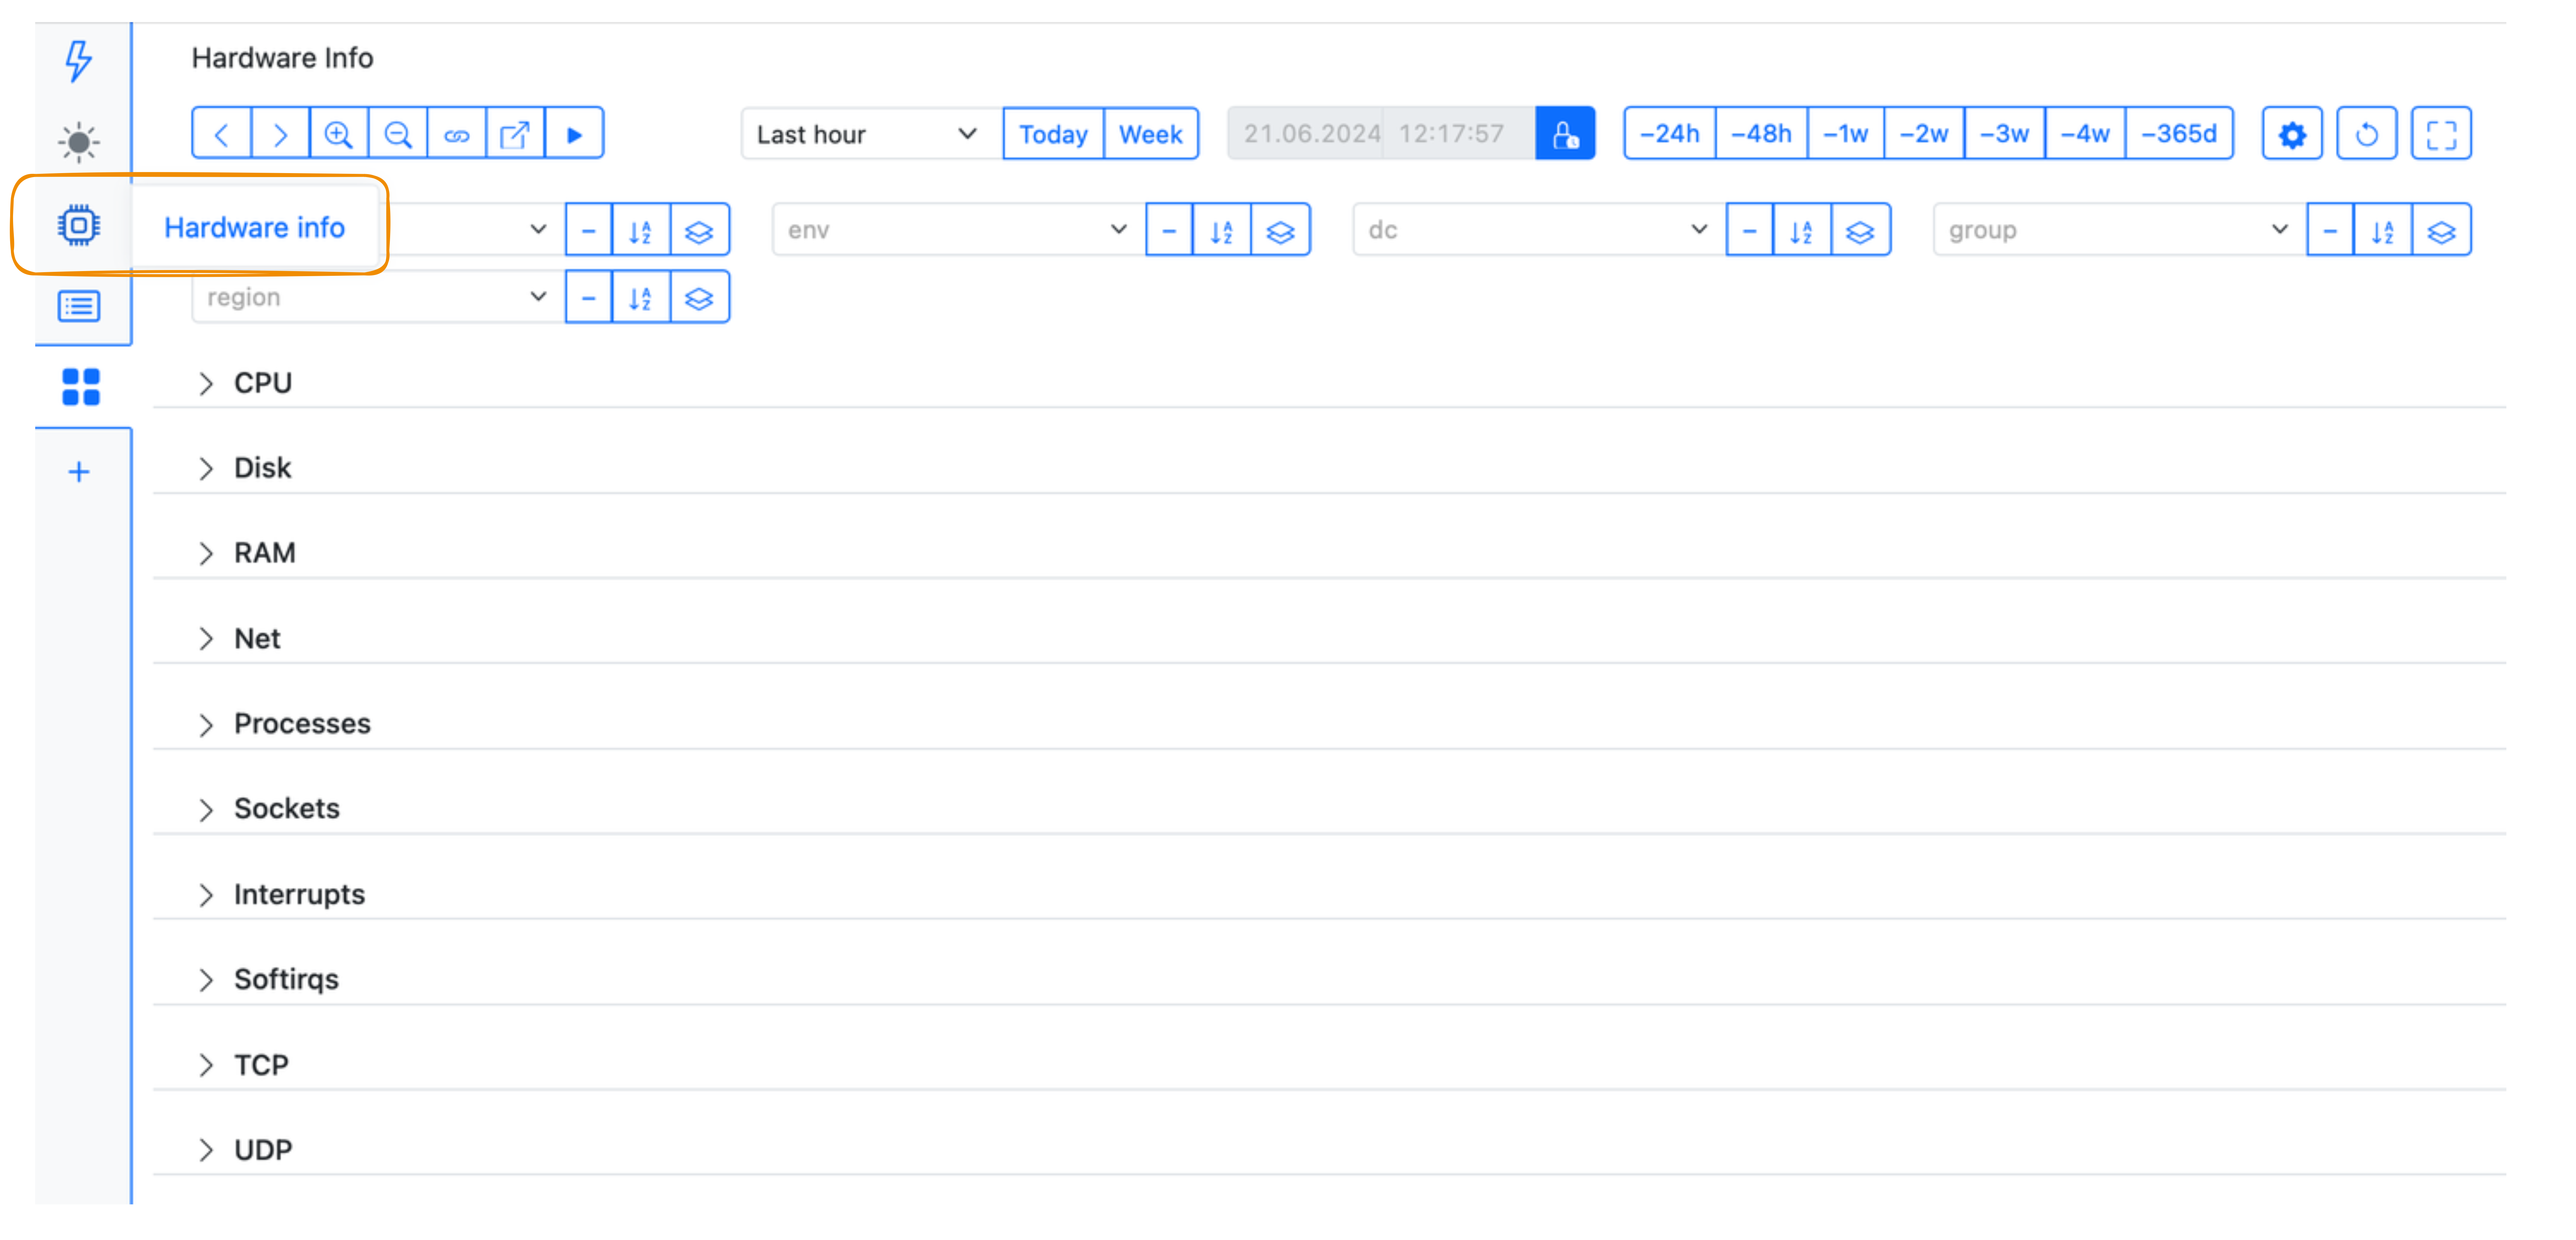 Hardware Info
Last hour Today Week 21.06.2024 12:17:57 –24h –48h –1w –2w –3w –4w –365d
Hardware info – env – dc – group –
region –
CPU
Disk
RAM
Net
Processes
Sockets
Interrupts
Softirqs
TCP
UDP